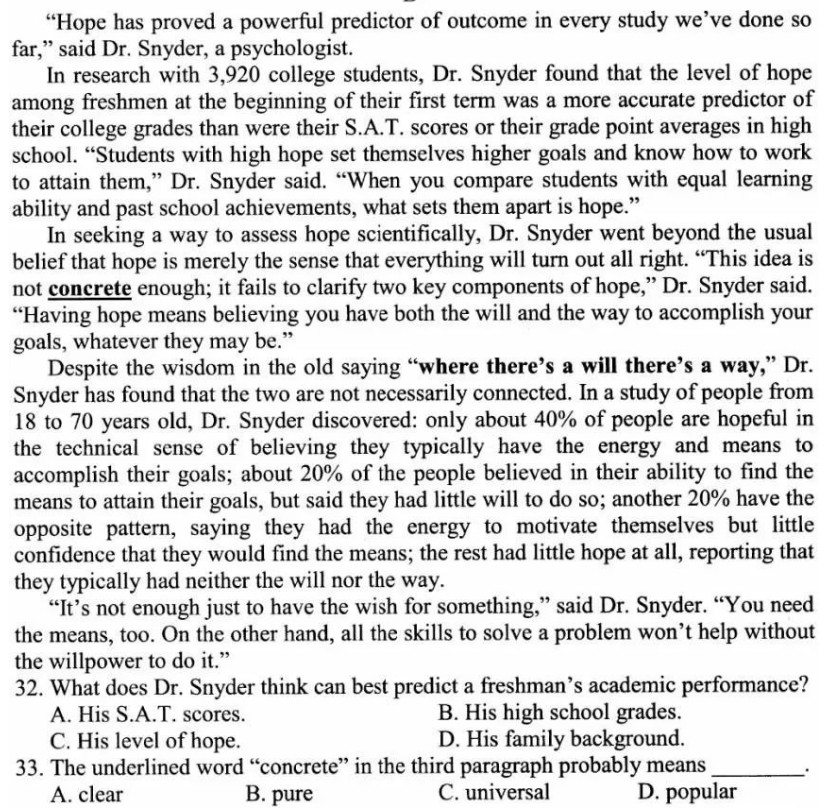 “Hope has proved a powerful predictor of outcome in every study we’ve done so
far,” said Dr. Snyder, a psychologist.
In research with 3,920 college students, Dr. Snyder found that the level of hope
among freshmen at the beginning of their first term was a more accurate predictor of
their college grades than were their S.A.T. scores or their grade point averages in high
school. “Students with high hope set themselves higher goals and know how to work
to attain them,” Dr. Snyder said. “When you compare students with equal learning
ability and past school achievements, what sets them apart is hope.”
In seeking a way to assess hope scientifically, Dr. Snyder went beyond the usual
belief that hope is merely the sense that everything will turn out all right. “This idea is
not concrete enough; it fails to clarify two key components of hope,” Dr. Snyder said.
“Having hope means believing you have both the will and the way to accomplish your
goals, whatever they may be.”
Despite the wisdom in the old saying “where there’s a will there’s a way,” Dr.
Snyder has found that the two are not necessarily connected. In a study of people from
18 to 70 years old, Dr. Snyder discovered: only about 40% of people are hopeful in
the technical sense of believing they typically have the energy and means to
accomplish their goals; about 20% of the people believed in their ability to find the
means to attain their goals, but said they had little will to do so; another 20% have the
opposite pattern, saying they had the energy to motivate themselves but little
confidence that they would find the means; the rest had little hope at all, reporting that
they typically had neither the will nor the way.
“It’s not enough just to have the wish for something,” said Dr. Snyder. “You need
the means, too. On the other hand, all the skills to solve a problem won’t help without
the willpower to do it.”
32. What does Dr. Snyder think can best predict a freshman’s academic performance?
A. His S.A.T. scores. B. His high school grades.
C. His level of hope. D. His family background.
33. The underlined word “concrete” in the third paragraph probably means ________.
A. clear B. pure C. universal D. popular